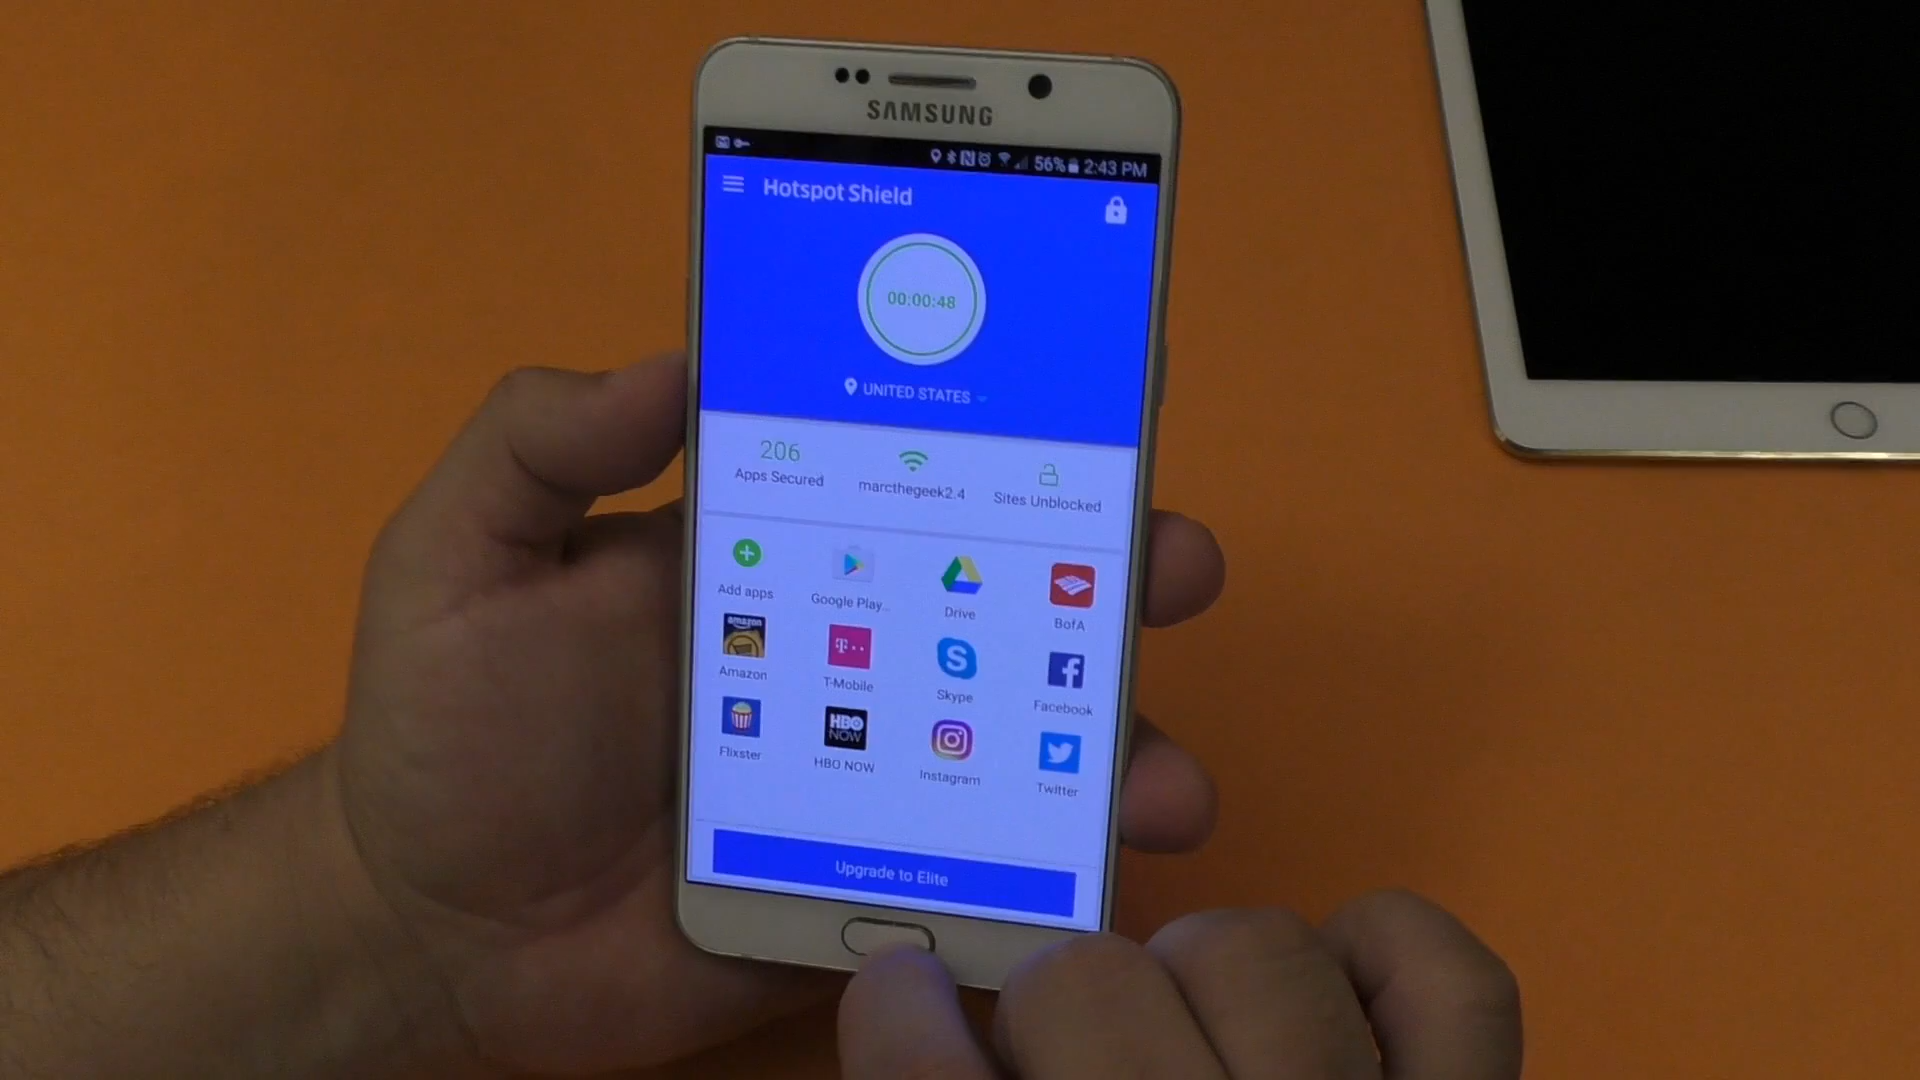 SAMSUNG
56% 2:43 PM
Hotspot Shield
00:00:48
UNITED STATES
206
Apps Secured
marcthegeek2.4
Sites Unblocked
Add apps
Google Play...
Drive
BofA
amazon
Amazon
T-Mobile
Skype
Facebook
Flixster
HBO
NOW
HBO NOW
Instagram
Twitter
Upgrade to Elite